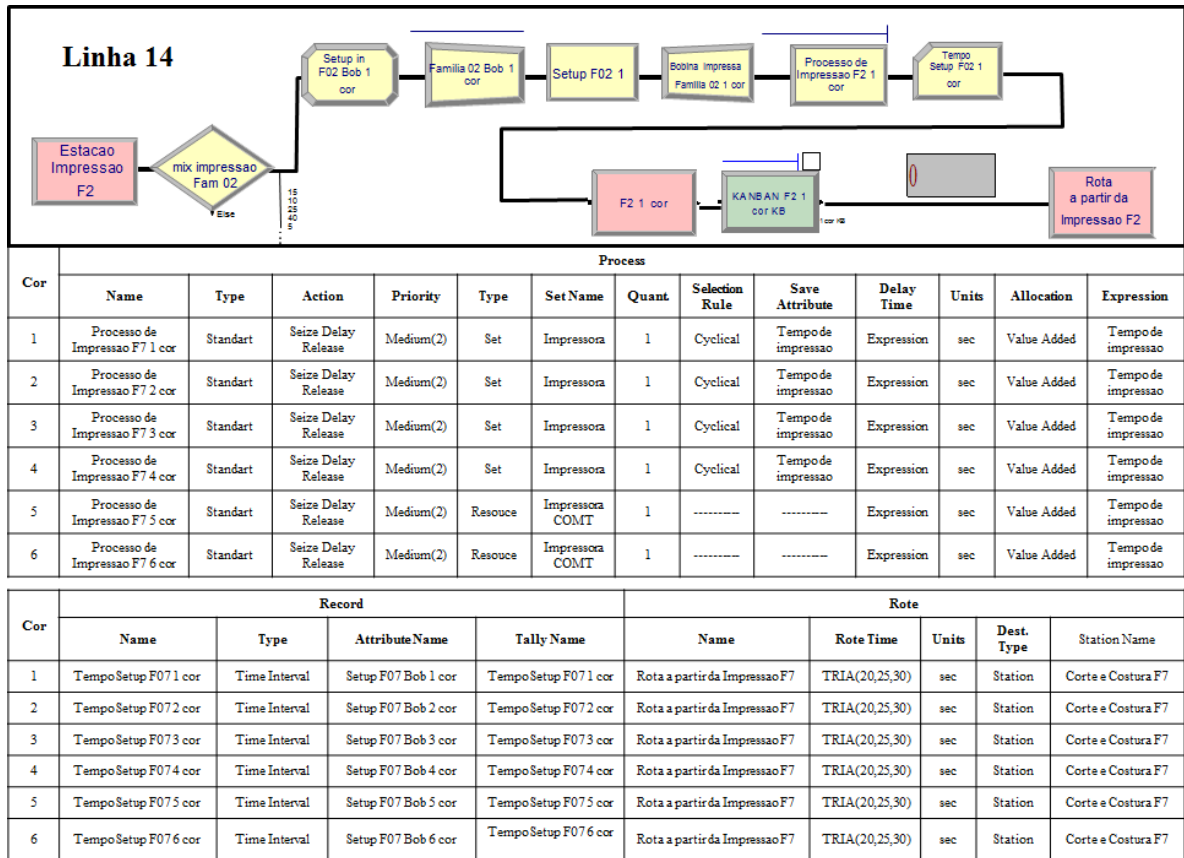 Linha 14
Setup in
F02 Bob 1
cor
Familia 02 Bob 1
cor
Setup F02 1
Bobina Impressa
Familia 02 1 cor
Processo de
Impressao F2 1
cor
Tempo
Setup F02 1
cor
Estacao
Impressao
F2
mix impressao
Fam 02
Else
15
10
25
40
5
F2 1 cor
KANBAN F2 1
cor KB
1 cor KB
0
Rota
a partir da
Impressao F2
Cor Process
Name Type Action Priority Type Set Name Quant. Selection Rule Save Attribute Delay Time Units Allocation Expression
1 Processo de Impressao F7 1 cor Standart Seize Delay Release Medium(2) Set Impressora 1 Cyclical Tempo de impressao Expression sec Value Added Tempo de impressao
2 Processo de Impressao F7 2 cor Standart Seize Delay Release Medium(2) Set Impressora 1 Cyclical Tempo de impressao Expression sec Value Added Tempo de impressao
3 Processo de Impressao F7 3 cor Standart Seize Delay Release Medium(2) Set Impressora 1 Cyclical Tempo de impressao Expression sec Value Added Tempo de impressao
4 Processo de Impressao F7 4 cor Standart Seize Delay Release Medium(2) Set Impressora 1 Cyclical Tempo de impressao Expression sec Value Added Tempo de impressao
5 Processo de Impressao F7 5 cor Standart Seize Delay Release Medium(2) Resouce Impressora COMT 1 ---------- ---------- Expression sec Value Added Tempo de impressao
6 Processo de Impressao F7 6 cor Standart Seize Delay Release Medium(2) Resouce Impressora COMT 1 ---------- ---------- Expression sec Value Added Tempo de impressao
Cor Record Rote
Name Type Attribute Name Tally Name Name Rote Time Units Dest. Type Station Name
1 Tempo Setup F07 1 cor Time Interval Setup F07 Bob 1 cor Tempo Setup F07 1 cor Rota a partir da Impressao F7 TRIA(20,25,30) sec Station Corte e Costura F7
2 Tempo Setup F07 2 cor Time Interval Setup F07 Bob 2 cor Tempo Setup F07 2 cor Rota a partir da Impressao F7 TRIA(20,25,30) sec Station Corte e Costura F7
3 Tempo Setup F07 3 cor Time Interval Setup F07 Bob 3 cor Tempo Setup F07 3 cor Rota a partir da Impressao F7 TRIA(20,25,30) sec Station Corte e Costura F7
4 Tempo Setup F07 4 cor Time Interval Setup F07 Bob 4 cor Tempo Setup F07 4 cor Rota a partir da Impressao F7 TRIA(20,25,30) sec Station Corte e Costura F7
5 Tempo Setup F07 5 cor Time Interval Setup F07 Bob 5 cor Tempo Setup F07 5 cor Rota a partir da Impressao F7 TRIA(20,25,30) sec Station Corte e Costura F7
6 Tempo Setup F07 6 cor Time Interval Setup F07 Bob 6 cor Tempo Setup F07 6 cor Rota a partir da Impressao F7 TRIA(20,25,30) sec Station Corte e Costura F7